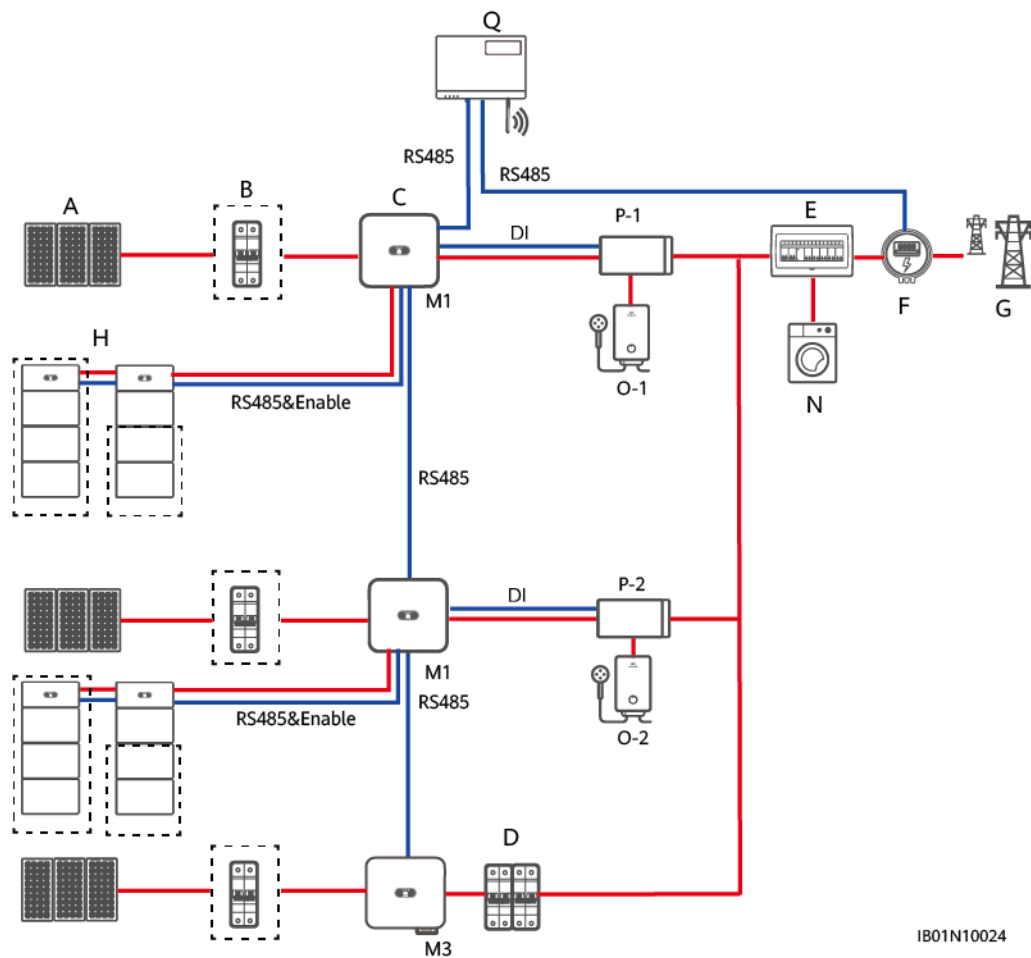 Q
RS485
RS485
A
B
C
DI
P-1
E
M1
O-1
N
F
G
H
RS485&Enable
RS485
DI
P-2
M1
RS485
RS485&Enable
O-2
D
M3
IB01N10024